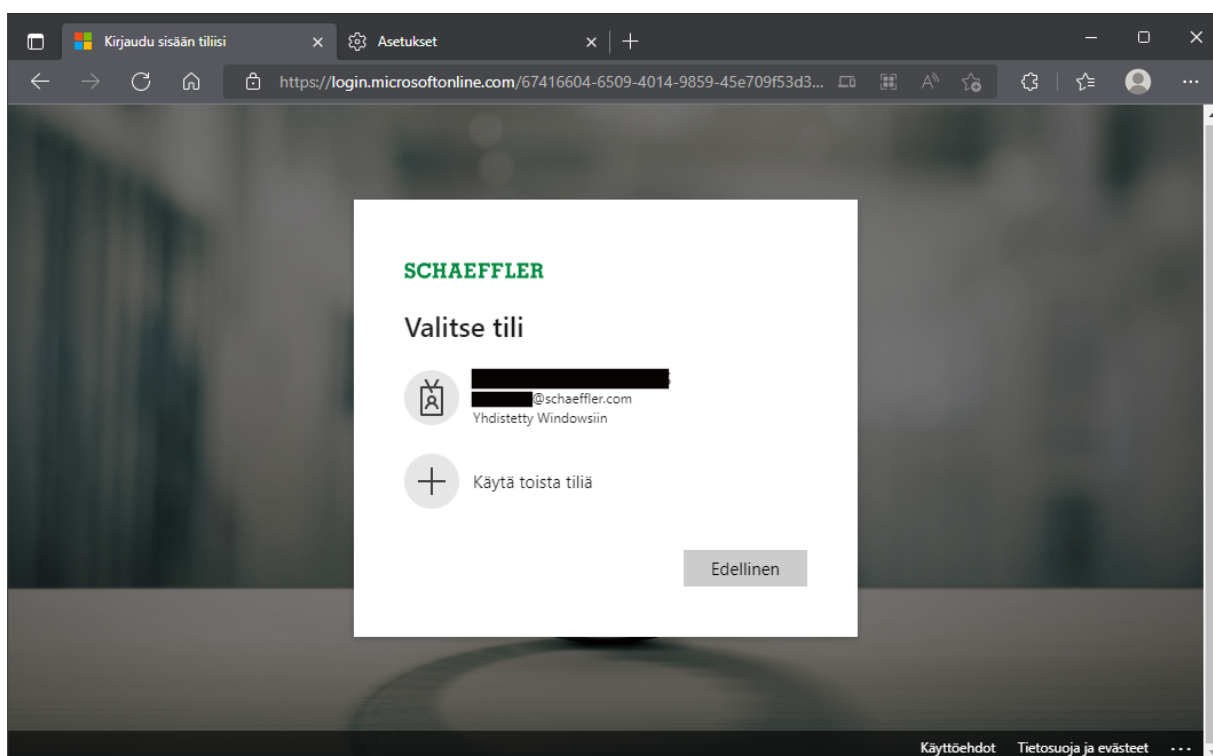 Kirjaudu sisään tiliisi
Asetukset
https://login.microsoftonline.com/67416604-6509-4014-9859-45e709f53d3...
SCHAEFFLER
Valitse tili
@schaeffler.com
Yhdistetty Windowsiin
Käytä toista tiliä
Edellinen
Käyttöehdot Tietosuoja ja evästeet ...